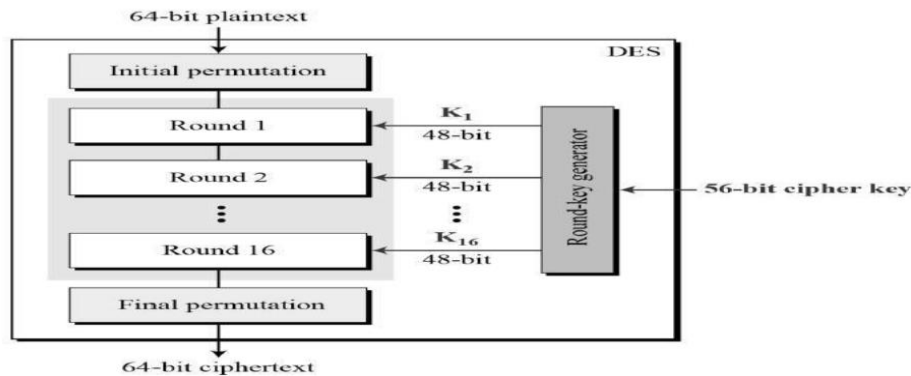 64-bit plaintext
DES
Initial permutation
Round 1
K₁
48-bit
Round 2
K₂
48-bit
Round 16
K₁₆
48-bit
Round-key generator
56-bit cipher key
Final permutation
64-bit ciphertext